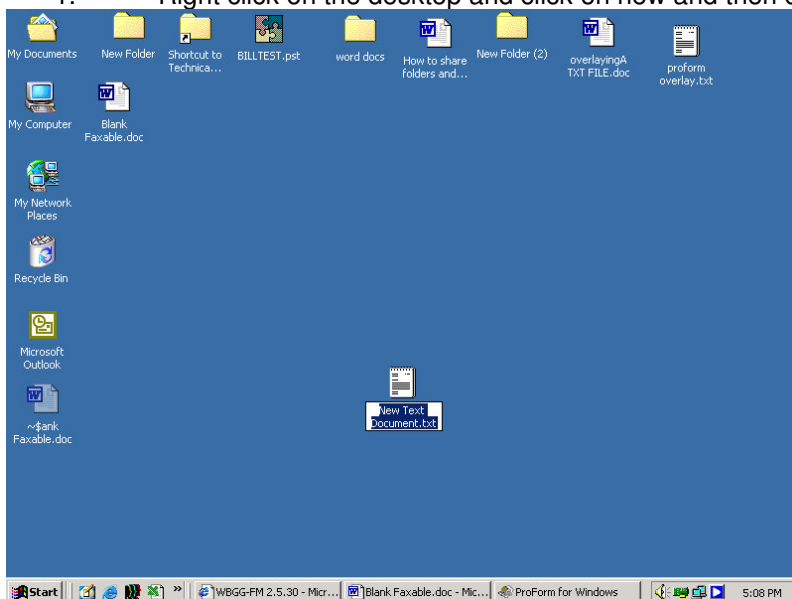 Right click on the desktop and click on new and then
My Documents
New Folder
Shortcut to
Technica...
BILLTEST.pst
word docs
How to share
folders and...
New Folder (2)
overlayingA
TXT FILE.doc
proform
overlay.txt
My Computer
Blank
Faxable.doc
My Network
Places
Recycle Bin
Microsoft
Outlook
New Text
Document.txt
~$ank
Faxable.doc
Start
»
WBGG-FM 2.5.30 - Micr...
Blank Faxable.doc - Mic...
ProForm for Windows
5:08 PM